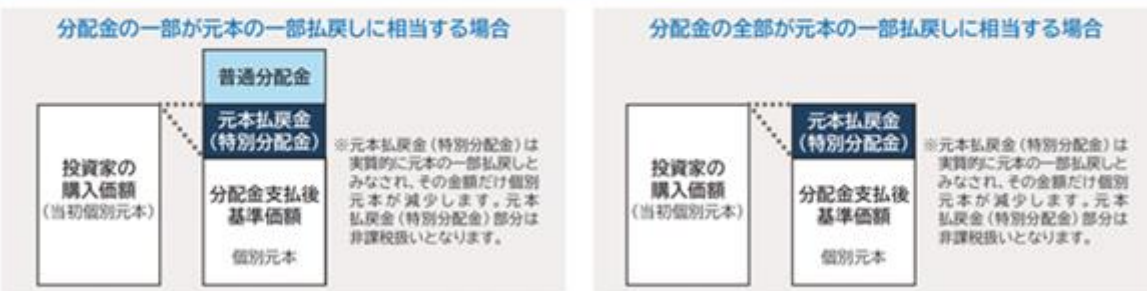 分配金の一部が元本の一部払戻しに相当する場合
普通分配金
元本払戻金
(特別分配金)
投資家の
購入価額
(当初個別元本)
分配金支払後
基準価額
個別元本
※元本払戻金(特別分配金)は
実質的に元本の一部払戻しと
みなされ、その金額だけ個別
元本が減少します。元本
払戻金(特別分配金)部分は
非課税扱いとなります。
分配金の全部が元本の一部払戻しに相当する場合
元本払戻金
(特別分配金)
投資家の
購入価額
(当初個別元本)
分配金支払後
基準価額
個別元本
※元本払戻金(特別分配金)は
実質的に元本の一部払戻しと
みなされ、その金額だけ個別
元本が減少します。元本
払戻金(特別分配金)部分は
非課税扱いとなります。